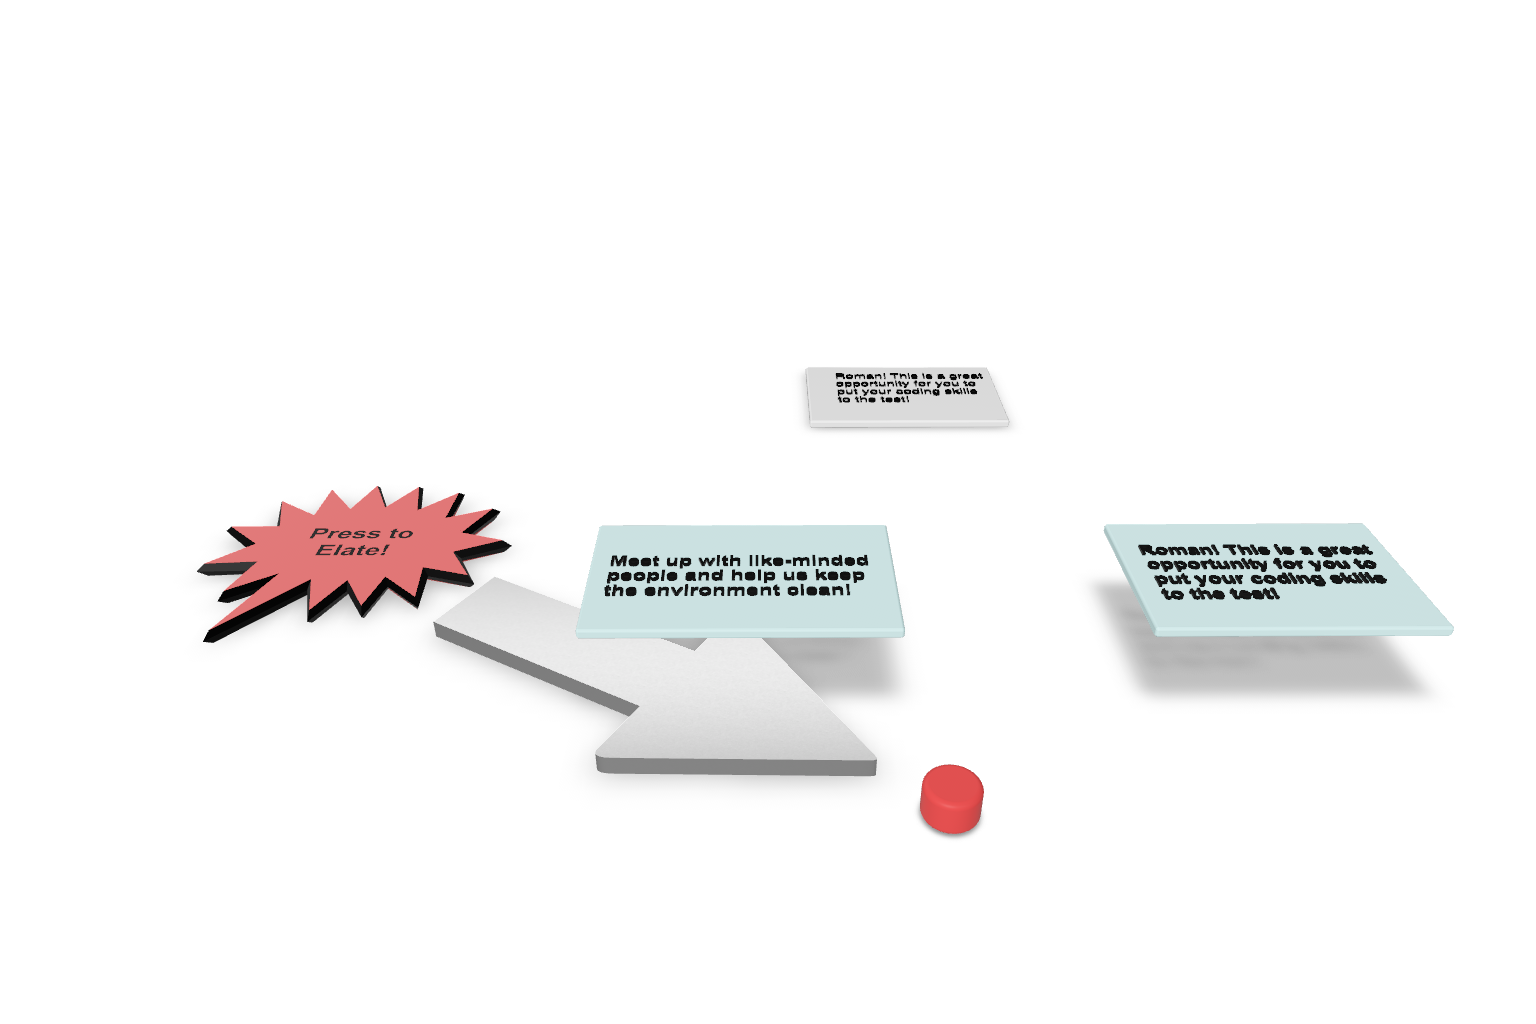 Roman! This is a great
opportunity for you to
put your coding skills
to the test!
Press to
Elate!
Meet up with like-minded
people and help us keep
the environment clean!
Roman! This is a great
opportunity for you to
put your coding skills
to the test!